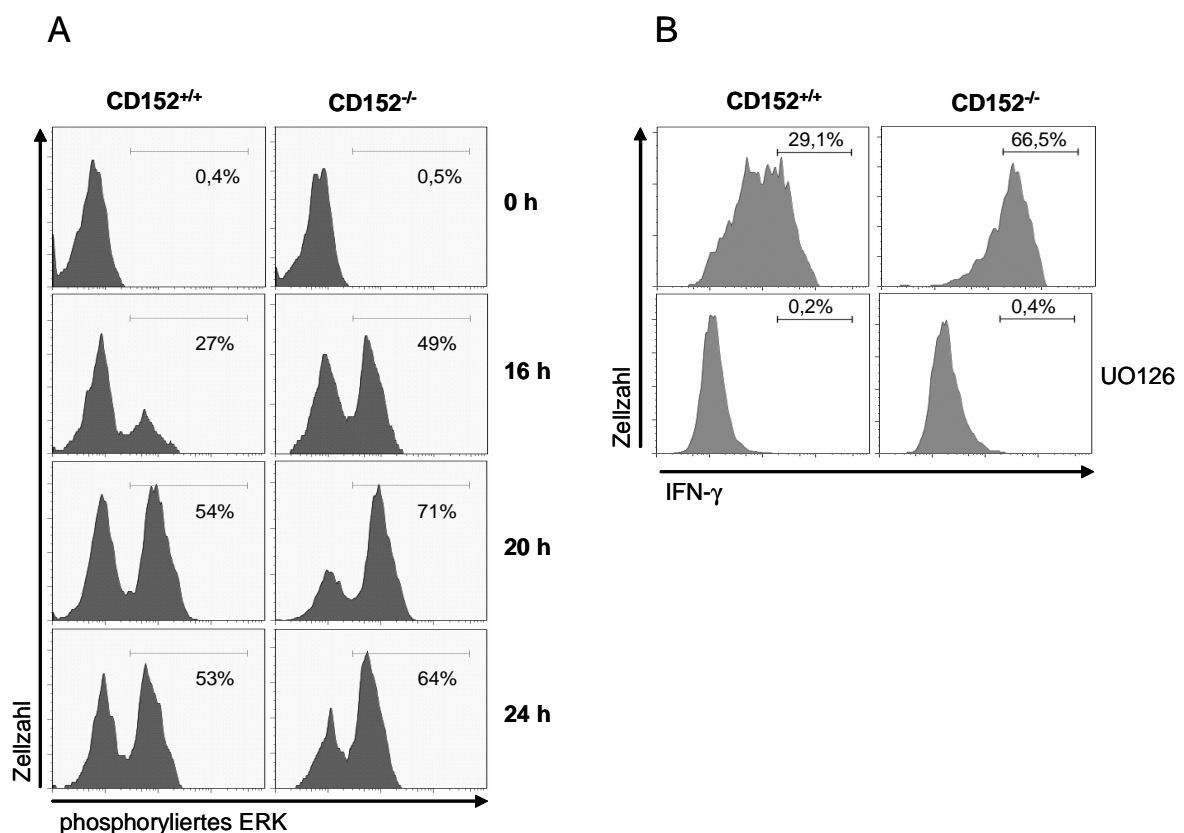 A
CD152+/+
CD152-/-
0,4%
0,5%
0 h
27%
49%
16 h
54%
71%
20 h
53%
64%
24 h
Zellzahl
phosphoryliertes ERK
B
CD152+/+
CD152-/-
29,1%
66,5%
0,2%
0,4%
UO126
Zellzahl
IFN-γ